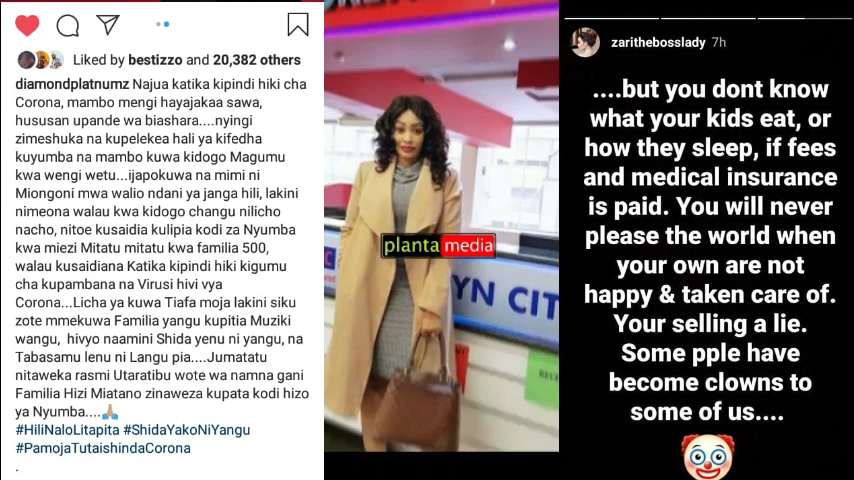 Liked by bestizzo and 20,382 others
diamondplatnumz Najua katika kipindi hiki cha
Corona, mambo mengi hayajakaa sawa,
hususan upande wa biashara....nyingi
zimeshuka na kupelekea hali ya kifedha
kuyumba na mambo kuwa kidogo Magumu
kwa wengi wetu...ijapokuwa na mimi ni
Miongoni mwa walio ndani ya janga hili, lakini
nimeona walau kwa kidogo changu nilicho
nacho, nitoe kusaidia kulipia kodi za Nyumba
kwa miezi Mitatu mitatu kwa familia 500,
walau kusaidiana Katika kipindi hiki kigumu
cha kupambana na Virusi hivi vya
Corona...Licha ya kuwa Tiafa moja lakini siku
zote mmekuwa Familia yangu kupitia Muziki
wangu, hivyo naamini Shida yenu ni yangu, na
Tabasamu lenu ni Langu pia....Jumatatu
nitaweka rasmi Utaratibu wote wa namna gani
Familia Hizi Miatano zinaweza kupata kodi hizo
ya Nyumba....🙏🏼
#HiliNaloLitapita #ShidaYakoNiYangu
#PamojaTutaishindaCorona
.
planta media
YN CIT
RECE
zarithebosslady 7h
....but you dont know
what your kids eat, or
how they sleep, if fees
and medical insurance
is paid. You will never
please the world when
your own are not
happy & taken care of.
Your selling a lie.
Some pple have
become clowns to
some of us....
🤡